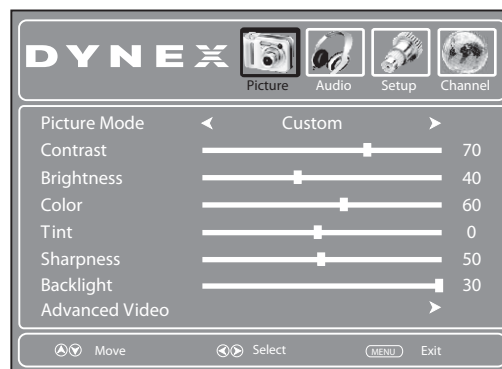 DYNEX
Picture Audio Setup Channel
Picture Mode Custom
Contrast 70
Brightness 40
Color 60
Tint 0
Sharpness 50
Backlight 30
Advanced Video
Move Select MENU Exit